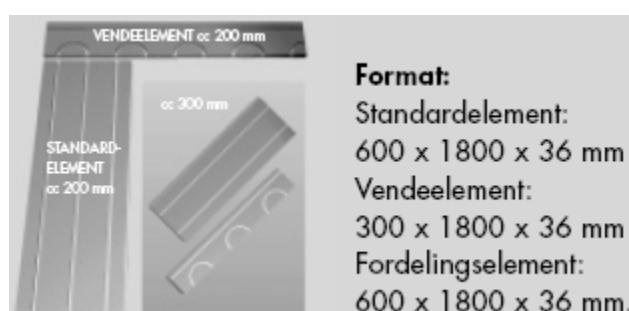 VENDEELEMENT cc 200 mm
cc 300 mm
STANDARD-
ELEMENT
cc 200 mm
Format:
Standardelement:
600 x 1800 x 36 mm
Vendeelement:
300 x 1800 x 36 mm
Fordelingselement:
600 x 1800 x 36 mm.